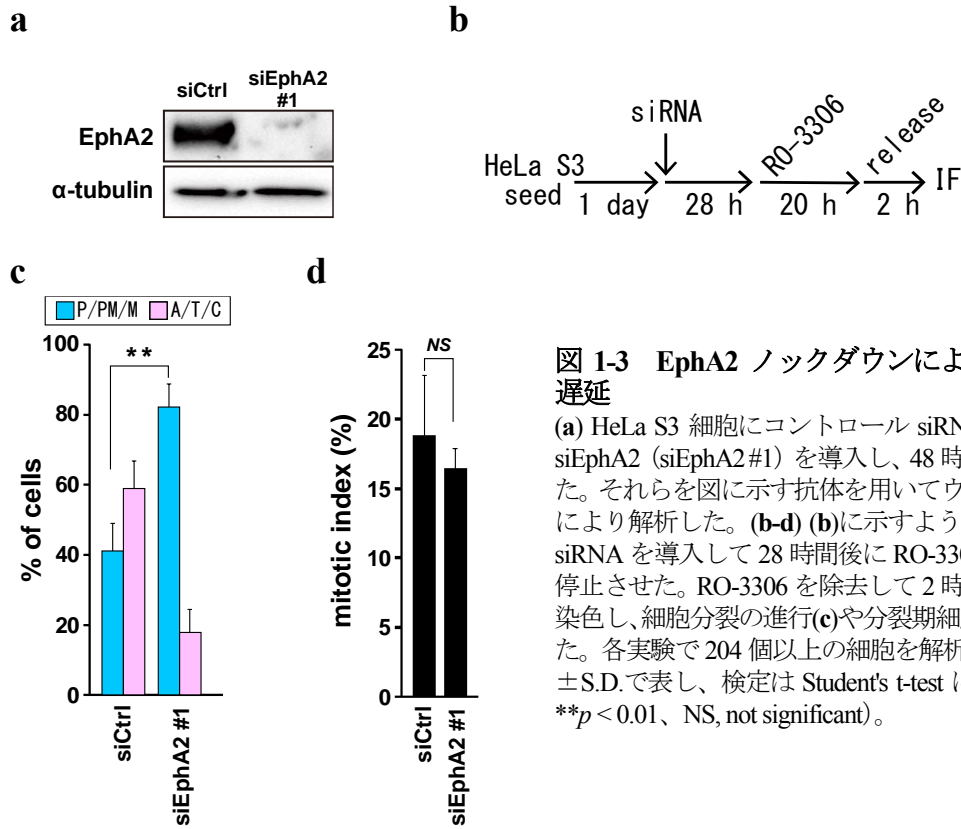 a
siCtrl
siEphA2
#1
EphA2
α-tubulin
b
siRNA
HeLa S3
seed
1 day
28 h
RO-3306
20 h
release
2 h
IF
c
P/PM/M A/T/C
% of cells
100
80
60
40
20
0
**
siCtrl
siEphA2 #1
d
mitotic index (%)
25
20
15
10
5
0
NS
siCtrl
siEphA2 #1
図 1-3 EphA2 ノックダウンによ
遅延
(a) HeLa S3 細胞にコントロール siRN
siEphA2（siEphA2 #1）を導入し、48 時
た。それらを図に示す抗体を用いてウ
により解析した。(b-d) (b)に示すよう
siRNA を導入して 28 時間後に RO-330
停止させた。RO-3306 を除去して 2 時
染色し、細胞分裂の進行(c)や分裂期細
た。各実験で 204 個以上の細胞を解析
±S.D.で表し、検定は Student's t-test に
**p < 0.01、NS, not significant）。